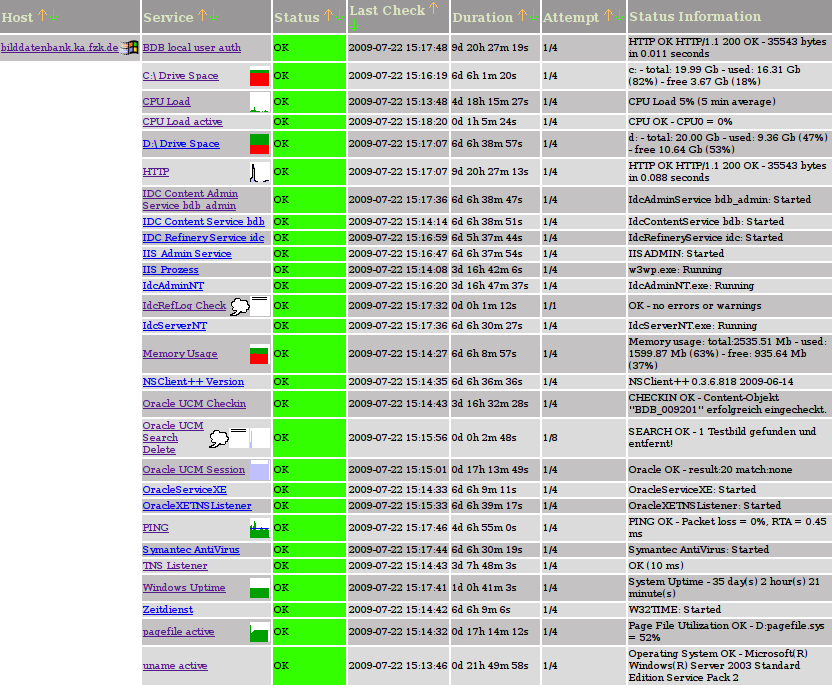 Host Service Status Last Check Duration Attempt Status Information
bilddatenbank.ka.fzk.de BDB local user auth OK 2009-07-22 15:17:48 9d 20h 27m 19s 1/4 HTTP OK HTTP/1.1 200 OK - 35543 bytes
in 0.011 seconds
C:\ Drive Space OK 2009-07-22 15:16:19 6d 6h 1m 20s 1/4 c: - total: 19.99 Gb - used: 16.31 Gb
(82%) - free 3.67 Gb (18%)
CPU Load OK 2009-07-22 15:13:48 4d 18h 15m 27s 1/4 CPU Load 5% (5 min average)
CPU Load active OK 2009-07-22 15:18:20 0d 1h 5m 24s 1/4 CPU OK - CPU0 = 0%
D:\ Drive Space OK 2009-07-22 15:17:07 6d 6h 38m 57s 1/4 d: - total: 20.00 Gb - used: 9.36 Gb (47%)
- free 10.64 Gb (53%)
HTTP OK 2009-07-22 15:17:07 9d 20h 27m 13s 1/4 HTTP OK HTTP/1.1 200 OK - 35543 bytes
in 0.088 seconds
IDC Content Admin
Service bdb_admin OK 2009-07-22 15:17:36 6d 6h 38m 47s 1/4 IdcAdminService bdb_admin: Started
IDC Content Service bdb OK 2009-07-22 15:14:14 6d 6h 38m 51s 1/4 IdcContentService bdb: Started
IDC Refinery Service idc OK 2009-07-22 15:16:59 6d 5h 37m 44s 1/4 IdcRefineryService idc: Started
IIS Admin Service OK 2009-07-22 15:16:47 6d 6h 37m 54s 1/4 IISADMIN: Started
IIS Prozess OK 2009-07-22 15:14:08 3d 16h 42m 6s 1/4 w3wp.exe: Running
IdcAdminNT OK 2009-07-22 15:16:20 3d 16h 47m 37s 1/4 IdcAdminNT.exe: Running
IdcRefLog Check OK 2009-07-22 15:17:32 0d 0h 1m 12s 1/1 OK - no errors or warnings
IdcServerNT OK 2009-07-22 15:17:36 6d 6h 30m 27s 1/4 IdcServerNT.exe: Running
Memory Usage OK 2009-07-22 15:14:27 6d 6h 8m 57s 1/4 Memory usage: total:2535.51 Mb - used:
1599.87 Mb (63%) - free: 935.64 Mb
(37%)
NSClient++ Version OK 2009-07-22 15:14:35 6d 6h 36m 36s 1/4 NSClient++ 0.3.6.818 2009-06-14
Oracle UCM Checkin OK 2009-07-22 15:14:43 3d 16h 32m 28s 1/4 CHECKIN OK - Content-Objekt
"BDB_009201" erfolgreich eingecheckt.
Oracle UCM
Search
Delete OK 2009-07-22 15:15:56 0d 0h 2m 48s 1/8 SEARCH OK - 1 Testbild gefunden und
entfernt!
Oracle UCM Session OK 2009-07-22 15:15:01 0d 17h 13m 49s 1/4 Oracle OK - result:20 match:none
OracleServiceXE OK 2009-07-22 15:14:33 6d 6h 9m 11s 1/4 OracleServiceXE: Started
OracleXETNSListener OK 2009-07-22 15:15:33 6d 6h 39m 17s 1/4 OracleXETNSListener: Started
PING OK 2009-07-22 15:17:46 4d 6h 55m 0s 1/4 PING OK - Packet loss = 0%, RTA = 0.45
ms
Symantec AntiVirus OK 2009-07-22 15:17:44 6d 6h 30m 19s 1/4 Symantec AntiVirus: Started
TNS Listener OK 2009-07-22 15:14:43 3d 7h 48m 3s 1/4 OK (10 ms)
Windows Uptime OK 2009-07-22 15:17:41 1d 0h 41m 3s 1/4 System Uptime - 35 day(s) 2 hour(s) 21
minute(s)
Zeitdienst OK 2009-07-22 15:14:42 6d 6h 9m 6s 1/4 W32TIME: Started
pagefile active OK 2009-07-22 15:14:32 0d 17h 14m 12s 1/4 Page File Utilization OK - D:pagefile.sys
= 52%
uname active OK 2009-07-22 15:13:46 0d 21h 49m 58s 1/4 Operating System OK - Microsoft(R)
Windows(R) Server 2003 Standard
Edition Service Pack 2